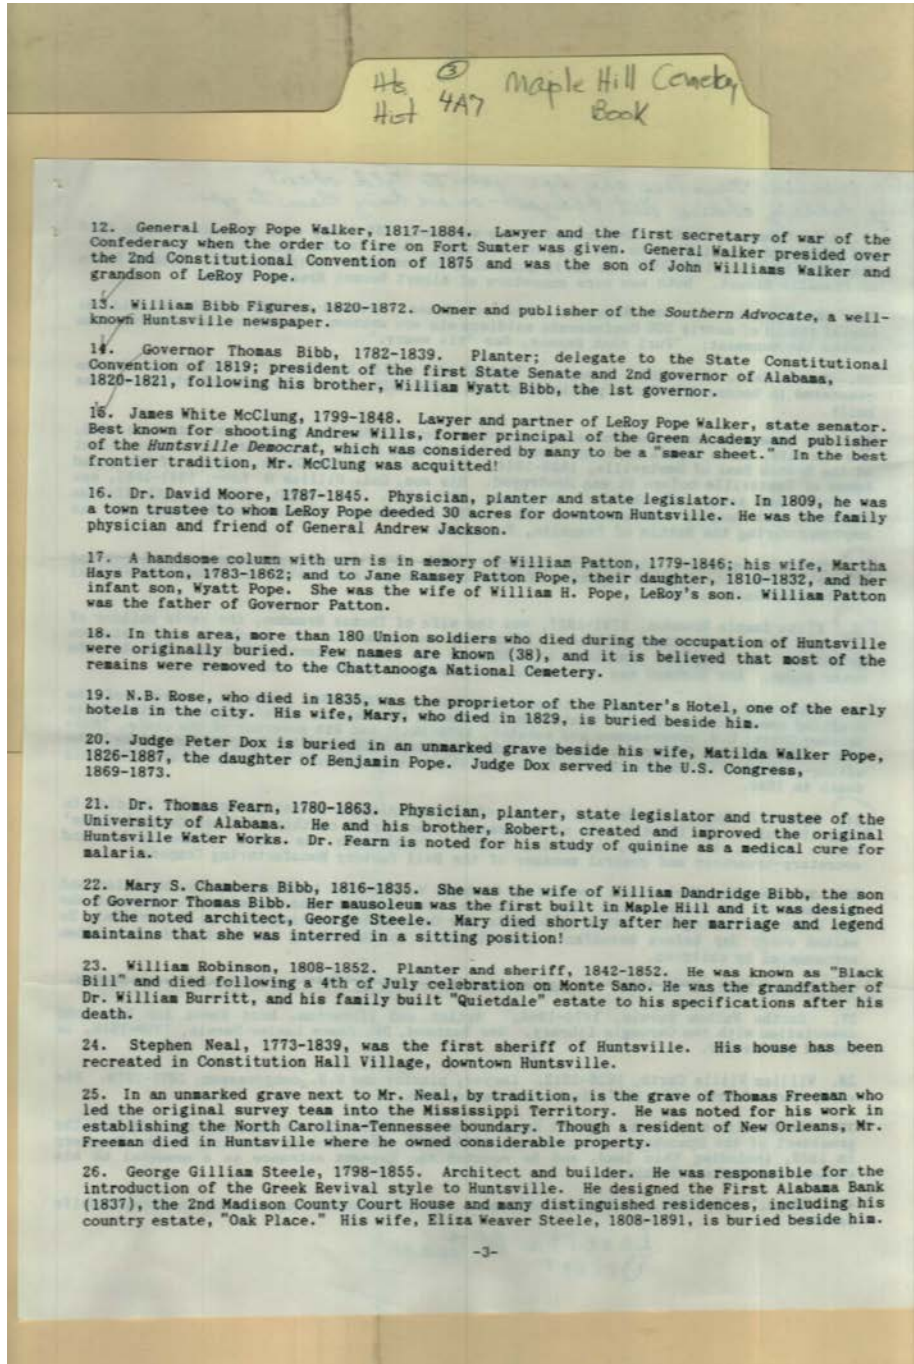 Hts ③ Maple Hill Cemetery
Hist 4A7 Book
12. General LeRoy Pope Walker, 1817-1884. Lawyer and the first secretary of war of the
Confederacy when the order to fire on Fort Sumter was given. General Walker presided over
the 2nd Constitutional Convention of 1875 and was the son of John Williams Walker and
grandson of LeRoy Pope.
13. William Bibb Figures, 1820-1872. Owner and publisher of the Southern Advocate, a well-
known Huntsville newspaper.
14. Governor Thomas Bibb, 1782-1839. Planter; delegate to the State Constitutional
Convention of 1819; president of the first State Senate and 2nd governor of Alabama,
1820-1821, following his brother, William Wyatt Bibb, the 1st governor.
15. James White McClung, 1799-1848. Lawyer and partner of LeRoy Pope Walker, state senator.
Best known for shooting Andrew Wills, former principal of the Green Academy and publisher
of the Huntsville Democrat, which was considered by many to be a "smear sheet." In the best
frontier tradition, Mr. McClung was acquitted!
16. Dr. David Moore, 1787-1845. Physician, planter and state legislator. In 1809, he was
a town trustee to whom LeRoy Pope deeded 30 acres for downtown Huntsville. He was the family
physician and friend of General Andrew Jackson.
17. A handsome column with urn is in memory of William Patton, 1779-1846; his wife, Martha
Hays Patton, 1783-1862; and to Jane Ramsey Patton Pope, their daughter, 1810-1832, and her
infant son, Wyatt Pope. She was the wife of William H. Pope, LeRoy's son. William Patton
was the father of Governor Patton.
18. In this area, more than 180 Union soldiers who died during the occupation of Huntsville
were originally buried. Few names are known (38), and it is believed that most of the
remains were removed to the Chattanooga National Cemetery.
19. N.B. Rose, who died in 1835, was the proprietor of the Planter's Hotel, one of the early
hotels in the city. His wife, Mary, who died in 1829, is buried beside him.
20. Judge Peter Dox is buried in an unmarked grave beside his wife, Matilda Walker Pope,
1826-1887, the daughter of Benjamin Pope. Judge Dox served in the U.S. Congress,
1869-1873.
21. Dr. Thomas Fearn, 1780-1863. Physician, planter, state legislator and trustee of the
University of Alabama. He and his brother, Robert, created and improved the original
Huntsville Water Works. Dr. Fearn is noted for his study of quinine as a medical cure for
malaria.
22. Mary S. Chambers Bibb, 1816-1835. She was the wife of William Dandridge Bibb, the son
of Governor Thomas Bibb. Her mausoleum was the first built in Maple Hill and it was designed
by the noted architect, George Steele. Mary died shortly after her marriage and legend
maintains that she was interred in a sitting position!
23. William Robinson, 1808-1852. Planter and sheriff, 1842-1852. He was known as "Black
Bill" and died following a 4th of July celebration on Monte Sano. He was the grandfather of
Dr. William Burritt, and his family built "Quietdale" estate to his specifications after his
death.
24. Stephen Neal, 1773-1839, was the first sheriff of Huntsville. His house has been
recreated in Constitution Hall Village, downtown Huntsville.
25. In an unmarked grave next to Mr. Neal, by tradition, is the grave of Thomas Freeman who
led the original survey team into the Mississippi Territory. He was noted for his work in
establishing the North Carolina-Tennessee boundary. Though a resident of New Orleans, Mr.
Freeman died in Huntsville where he owned considerable property.
26. George Gilliam Steele, 1798-1855. Architect and builder. He was responsible for the
introduction of the Greek Revival style to Huntsville. He designed the First Alabama Bank
(1837), the 2nd Madison County Court House and many distinguished residences, including his
country estate, "Oak Place." His wife, Eliza Weaver Steele, 1808-1891, is buried beside him.
-3-